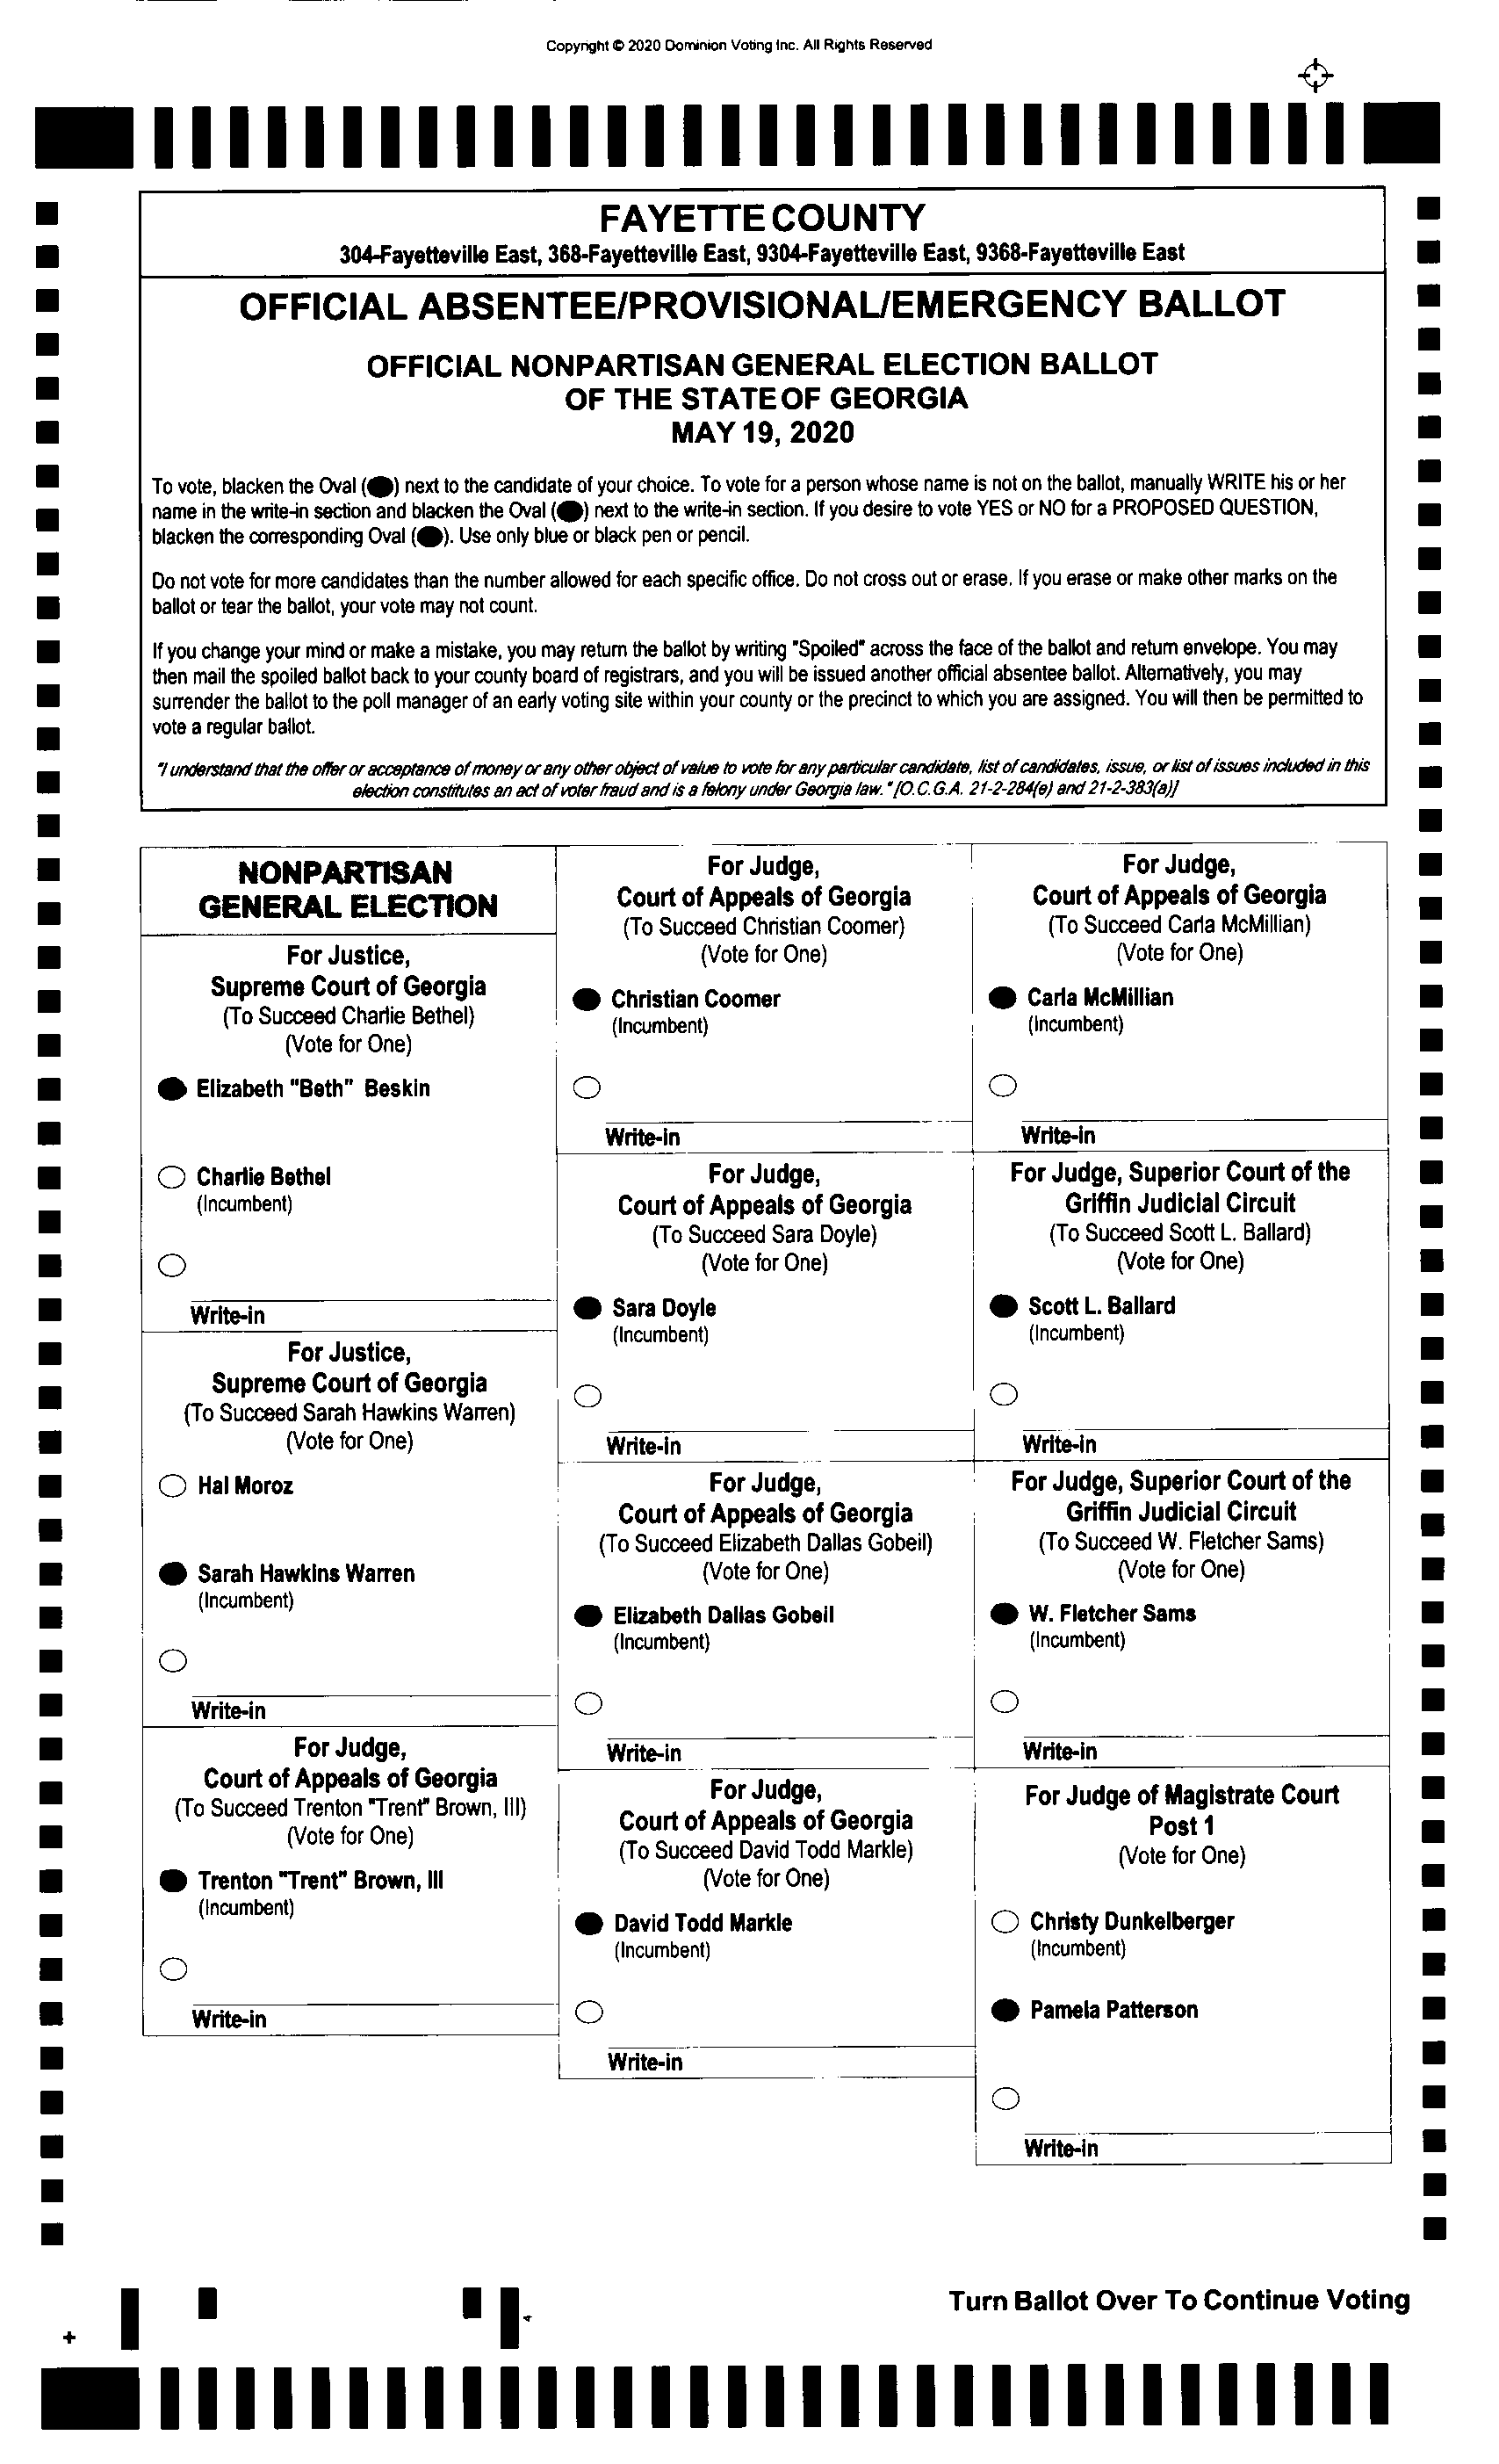 Copyright © 2020 Dominion Voting Inc. All Rights Reserved
FAYETTE COUNTY
304-Fayetteville East, 368-Fayetteville East, 9304-Fayetteville East, 9368-Fayetteville East
OFFICIAL ABSENTEE/PROVISIONAL/EMERGENCY BALLOT
OFFICIAL NONPARTISAN GENERAL ELECTION BALLOT
OF THE STATE OF GEORGIA
MAY 19, 2020
To vote, blacken the Oval (●) next to the candidate of your choice. To vote for a person whose name is not on the ballot, manually WRITE his or her
name in the write-in section and blacken the Oval (●) next to the write-in section. If you desire to vote YES or NO for a PROPOSED QUESTION,
blacken the corresponding Oval (●). Use only blue or black pen or pencil.
Do not vote for more candidates than the number allowed for each specific office. Do not cross out or erase. If you erase or make other marks on the
ballot or tear the ballot, your vote may not count.
If you change your mind or make a mistake, you may return the ballot by writing "Spoiled" across the face of the ballot and return envelope. You may
then mail the spoiled ballot back to your county board of registrars, and you will be issued another official absentee ballot. Alternatively, you may
surrender the ballot to the poll manager of an early voting site within your county or the precinct to which you are assigned. You will then be permitted to
vote a regular ballot.
"I understand that the offer or acceptance of money or any other object of value to vote for any particular candidate, list of candidates, issue, or list of issues included in this
election constitutes an act of voter fraud and is a felony under Georgia law." [O.C.G.A. 21-2-284(e) and 21-2-383(a)]
NONPARTISAN
GENERAL ELECTION
For Justice,
Supreme Court of Georgia
(To Succeed Charlie Bethel)
(Vote for One)
Elizabeth "Beth" Beskin
Charlie Bethel
(Incumbent)
Write-in
For Justice,
Supreme Court of Georgia
(To Succeed Sarah Hawkins Warren)
(Vote for One)
Hal Moroz
Sarah Hawkins Warren
(Incumbent)
Write-in
For Judge,
Court of Appeals of Georgia
(To Succeed Trenton "Trent" Brown, III)
(Vote for One)
Trenton "Trent" Brown, III
(Incumbent)
Write-in
For Judge,
Court of Appeals of Georgia
(To Succeed Christian Coomer)
(Vote for One)
Christian Coomer
(Incumbent)
Write-in
For Judge,
Court of Appeals of Georgia
(To Succeed Sara Doyle)
(Vote for One)
Sara Doyle
(Incumbent)
Write-in
For Judge,
Court of Appeals of Georgia
(To Succeed Elizabeth Dallas Gobeil)
(Vote for One)
Elizabeth Dallas Gobeil
(Incumbent)
Write-in
For Judge,
Court of Appeals of Georgia
(To Succeed David Todd Markle)
(Vote for One)
David Todd Markle
(Incumbent)
Write-in
For Judge,
Court of Appeals of Georgia
(To Succeed Carla McMillian)
(Vote for One)
Carla McMillian
(Incumbent)
Write-in
For Judge, Superior Court of the
Griffin Judicial Circuit
(To Succeed Scott L. Ballard)
(Vote for One)
Scott L. Ballard
(Incumbent)
Write-in
For Judge, Superior Court of the
Griffin Judicial Circuit
(To Succeed W. Fletcher Sams)
(Vote for One)
W. Fletcher Sams
(Incumbent)
Write-in
For Judge of Magistrate Court
Post 1
(Vote for One)
Christy Dunkelberger
(Incumbent)
Pamela Patterson
Write-in
Turn Ballot Over To Continue Voting